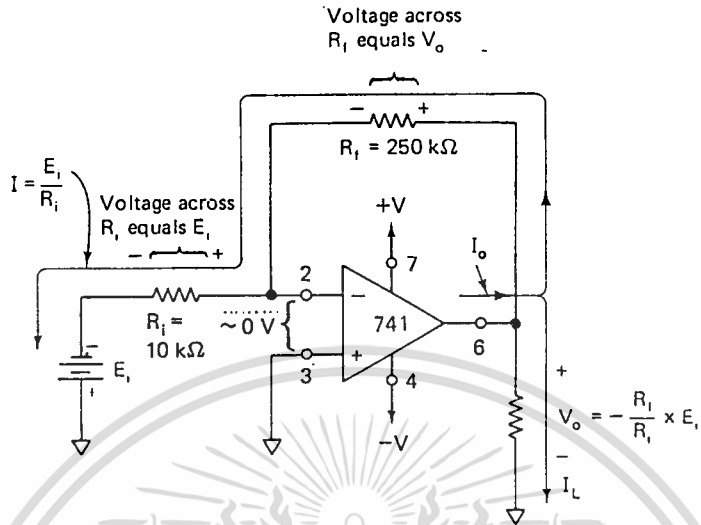 Voltage across
R_f equals V_o
- +
R_f = 250 kΩ
I = E_i / R_i
Voltage across
R_i equals E_i
- +
+V
7
I_o
2
-
R_i =
10 kΩ
~0 V
741
6
3
+
4
-V
-
E_i
+
+
V_o = - R_f / R_i × E_i
-
I_L